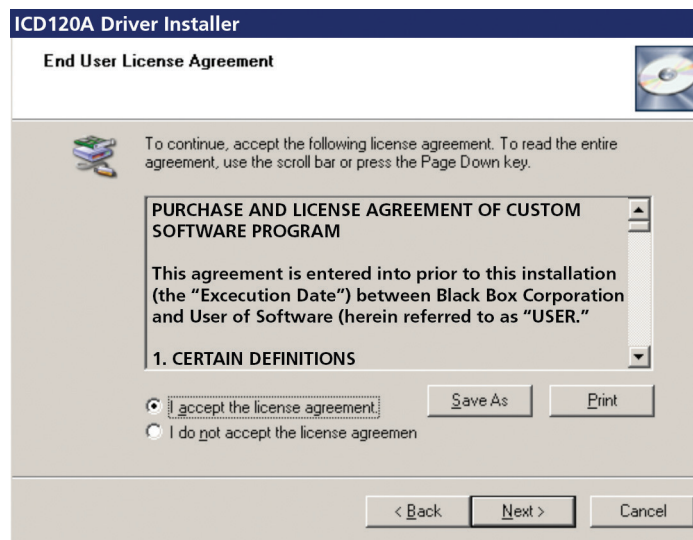 ICD120A Driver Installer
End User License Agreement
To continue, accept the following license agreement. To read the entire
agreement, use the scroll bar or press the Page Down key.
PURCHASE AND LICENSE AGREEMENT OF CUSTOM
SOFTWARE PROGRAM
This agreement is entered into prior to this installation
(the “Excecution Date”) between Black Box Corporation
and User of Software (herein referred to as “USER.”
1. CERTAIN DEFINITIONS
I accept the license agreement.
Save As
Print
I do not accept the license agreemen
< Back
Next >
Cancel